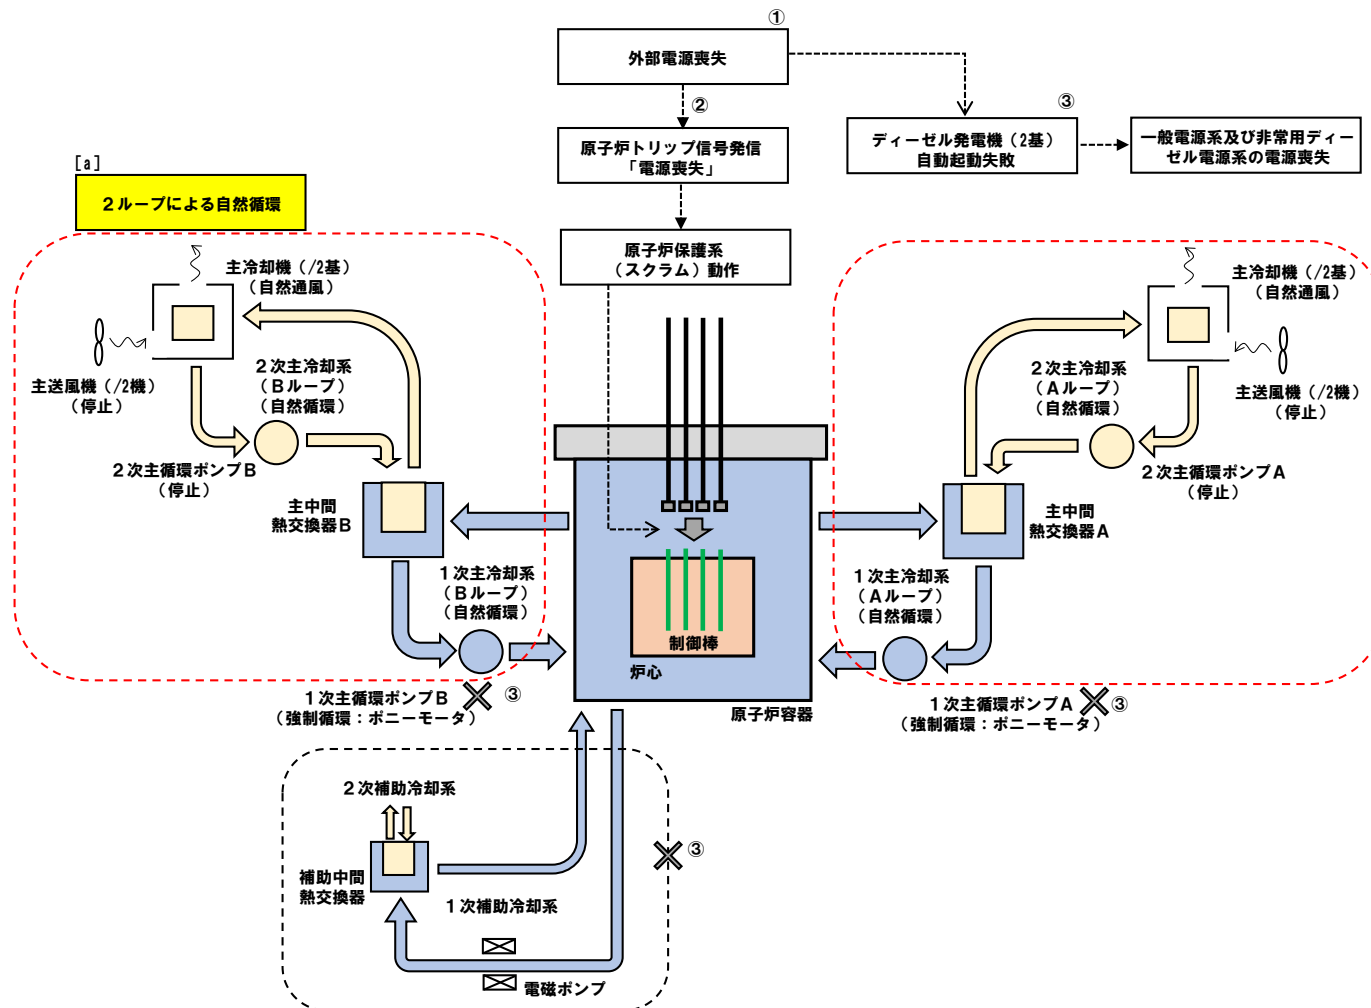 ①
外部電源喪失
②
③
原子炉トリップ信号発信
「電源喪失」
ディーゼル発電機（2基）
自動起動失敗
一般電源系及び非常用ディー
ゼル電源系の電源喪失
[a]
２ループによる自然循環
原子炉保護系
（スクラム）動作
主冷却機（/2基）
（自然通風）
主送風機（/2機）
（停止）
２次主冷却系
（Ｂループ）
（自然循環）
２次主循環ポンプＢ
（停止）
主中間
熱交換器Ｂ
１次主冷却系
（Ｂループ）
（自然循環）
１次主循環ポンプＢ
（強制循環：ポニーモータ）
③
主冷却機（/2基）
（自然通風）
主送風機（/2機）
（停止）
２次主冷却系
（Ａループ）
（自然循環）
２次主循環ポンプＡ
（停止）
主中間
熱交換器Ａ
１次主冷却系
（Ａループ）
（自然循環）
１次主循環ポンプＡ
（強制循環：ポニーモータ）
③
制御棒
炉心
原子炉容器
２次補助冷却系
③
補助中間
熱交換器
１次補助冷却系
電磁ポンプ